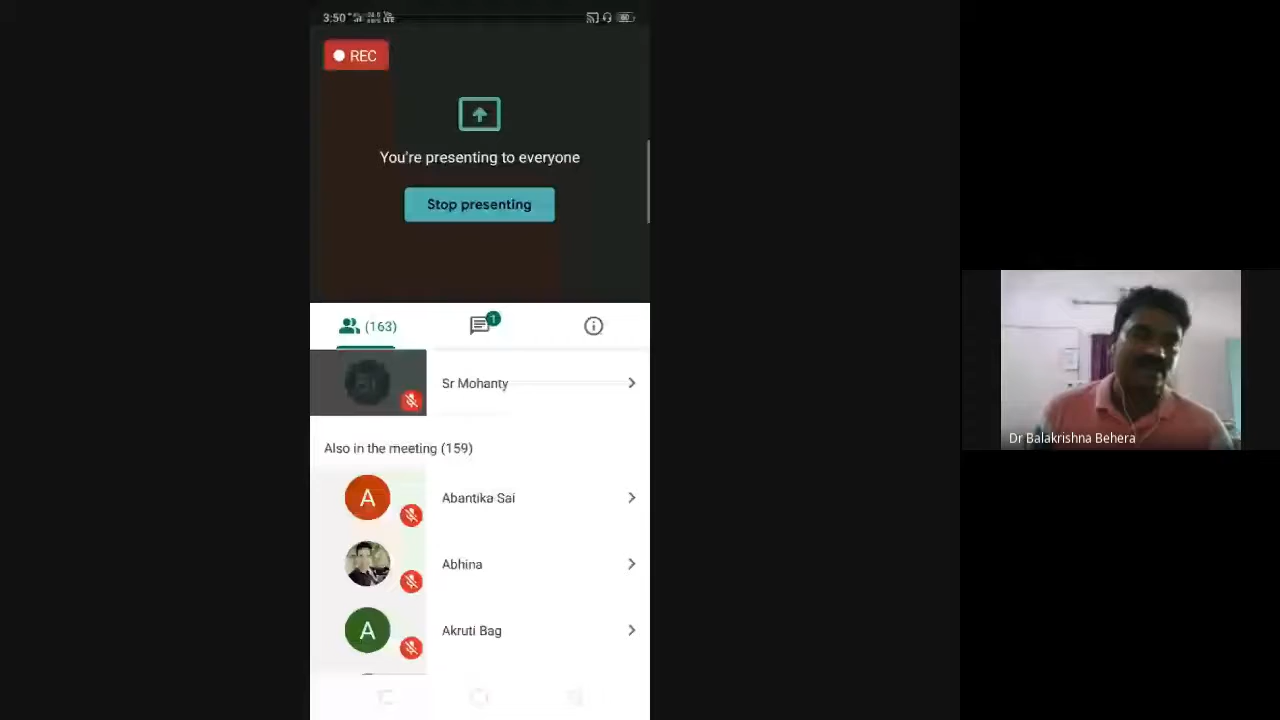 3:50
REC
You're presenting to everyone
Stop presenting
(163)
1
Sr Mohanty
Also in the meeting (159)
A
Abantika Sai
Abhina
A
Akruti Bag
Dr Balakrishna Behera